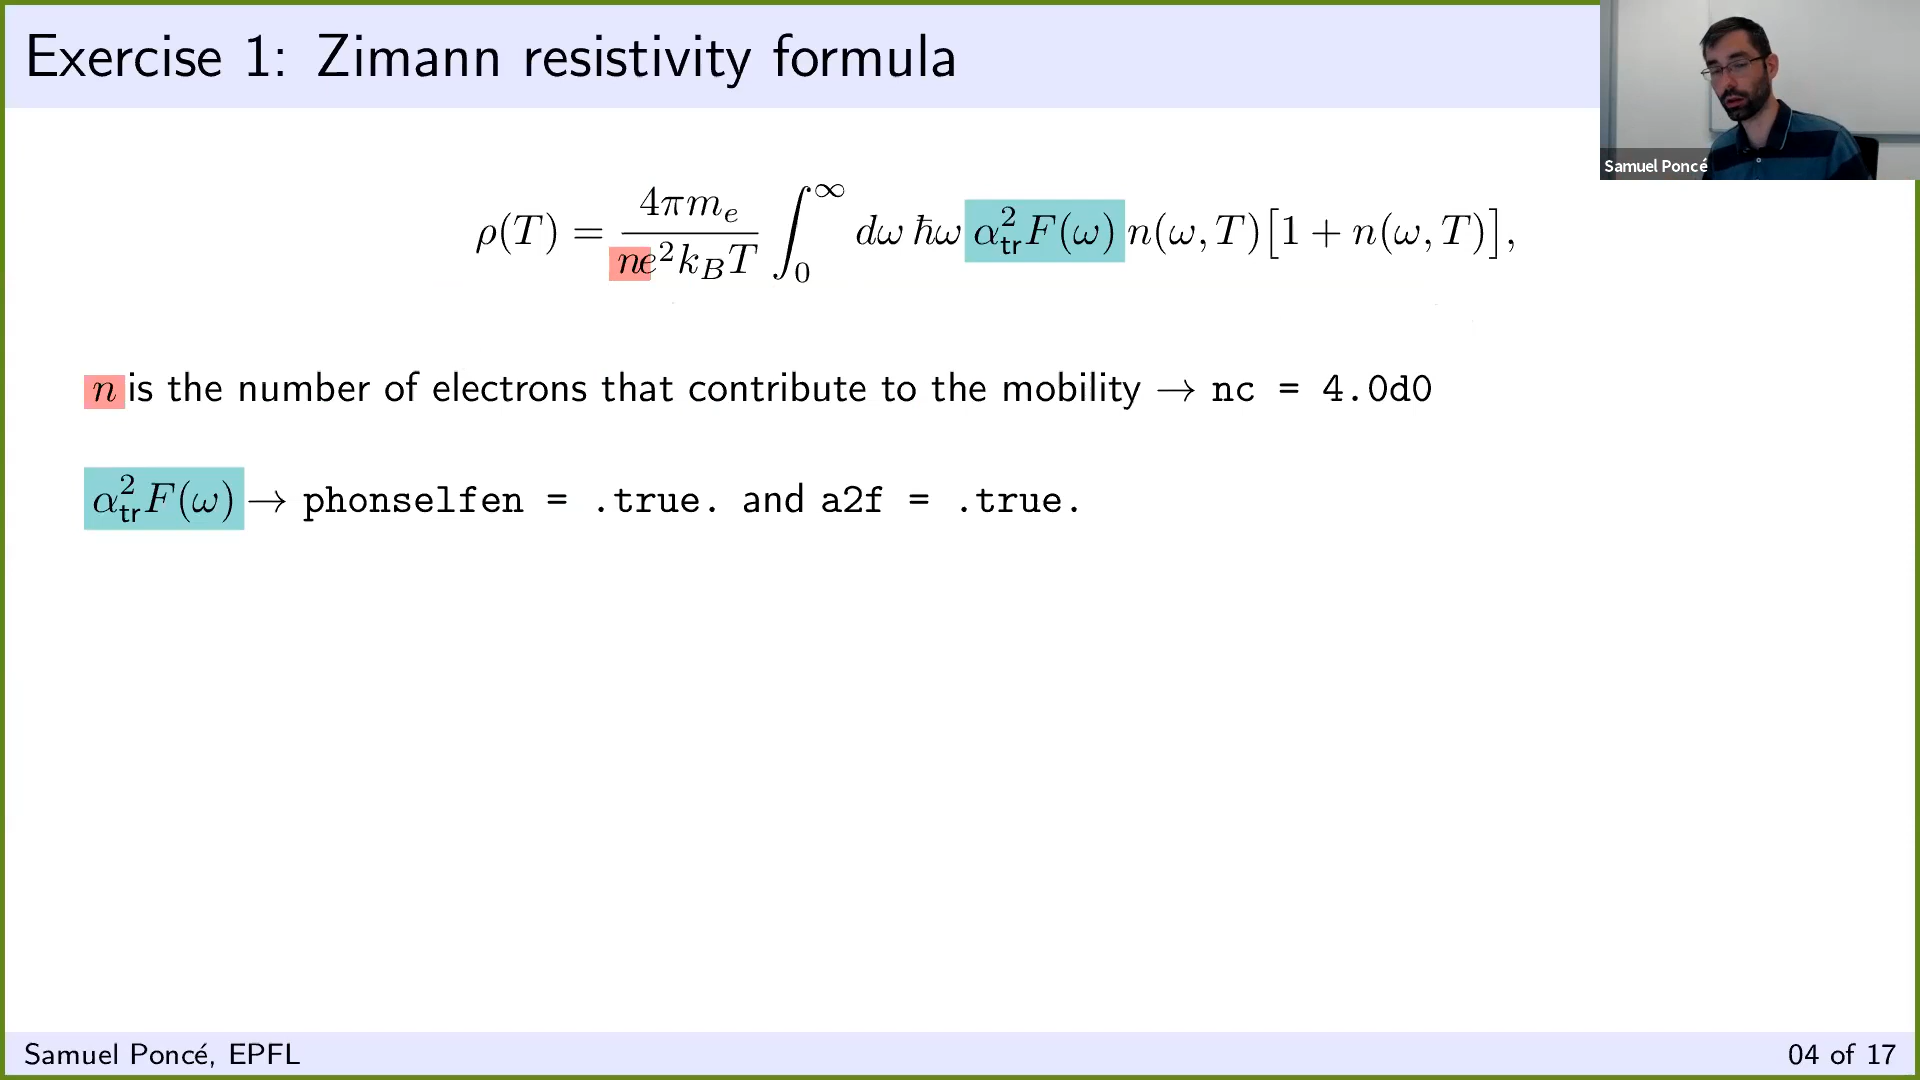 Exercise 1: Zimann resistivity formula
Samuel Poncé
ρ(T) = 4πm_e / (ne²k_BT) ∫₀^∞ dω ħω α²_tr F(ω) n(ω, T)[1 + n(ω, T)],
n is the number of electrons that contribute to the mobility → nc = 4.0d0
α²_tr F(ω) → phonselfen = .true. and a2f = .true.
Samuel Poncé, EPFL
04 of 17